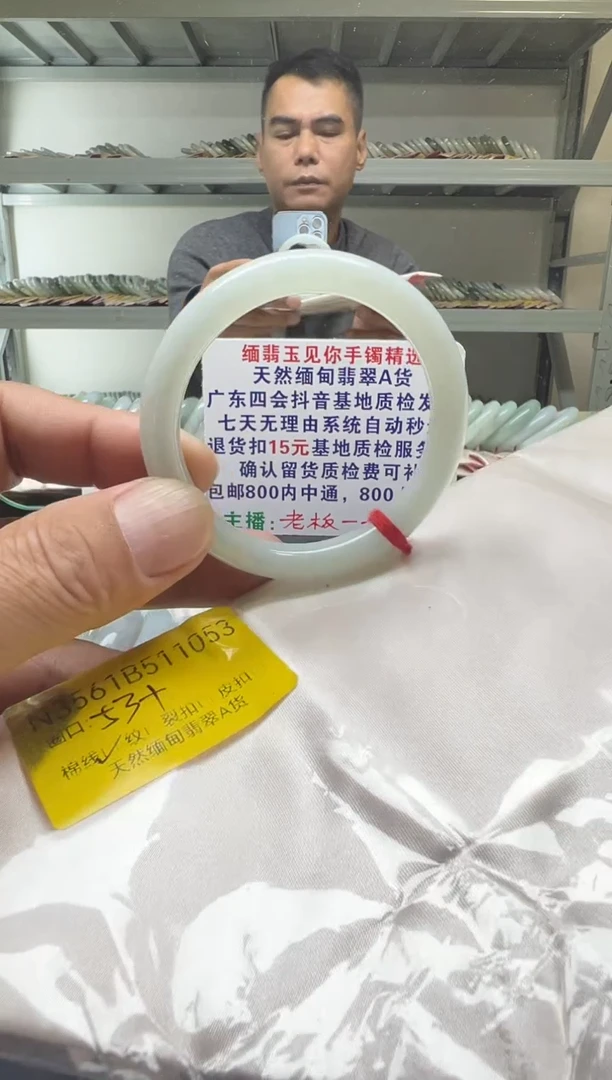 缅翡玉见你手镯精选
天然缅甸翡翠A货
广东四会抖音基地质检发
七天无理由系统自动秒
退货扣15元基地质检服务
确认留货质检费可补
包邮800内中通，800
主播：老板一
N3561B511053
圈口：53+
棉线✓纹！裂扣！皮扣
天然缅甸翡翠A货